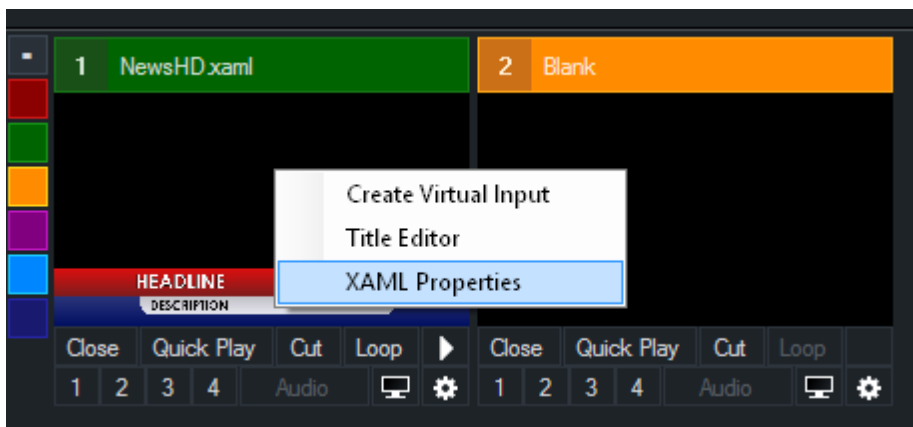 -
1 NewsHD.xaml
2 Blank
Create Virtual Input
Title Editor
XAML Properties
HEADLINE
DESCRIPTION
Close Quick Play Cut Loop
1 2 3 4 Audio
Close Quick Play Cut Loop
1 2 3 4 Audio